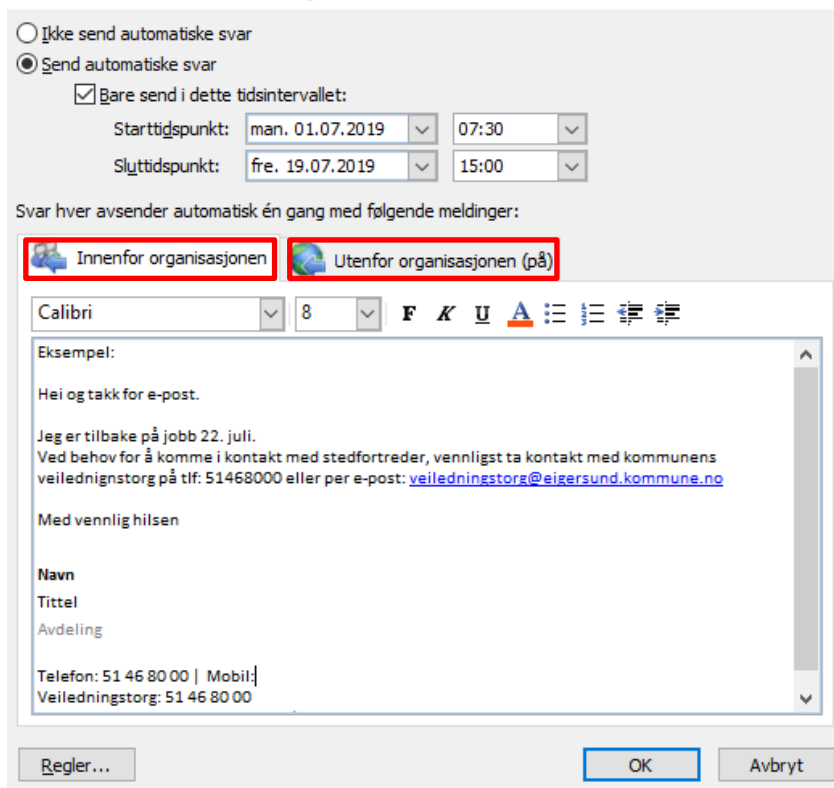 Ikke send automatiske svar
Send automatiske svar
Bare send i dette tidsintervallet:
Starttidspunkt: man. 01.07.2019 07:30
Sluttidspunkt: fre. 19.07.2019 15:00
Svar hver avsender automatisk én gang med følgende meldinger:
Innenfor organisasjonen Utenfor organisasjonen (på)
Calibri 8 F K U A
Eksempel:
Hei og takk for e-post.
Jeg er tilbake på jobb 22. juli.
Ved behov for å komme i kontakt med stedfortreder, vennligst ta kontakt med kommunens
veilednignstorg på tlf: 51468000 eller per e-post: veiledningstorg@eigersund.kommune.no
Med vennlig hilsen
Navn
Tittel
Avdeling
Telefon: 51 46 80 00 | Mobil:
Veiledningstorg: 51 46 80 00
Regler... OK Avbryt